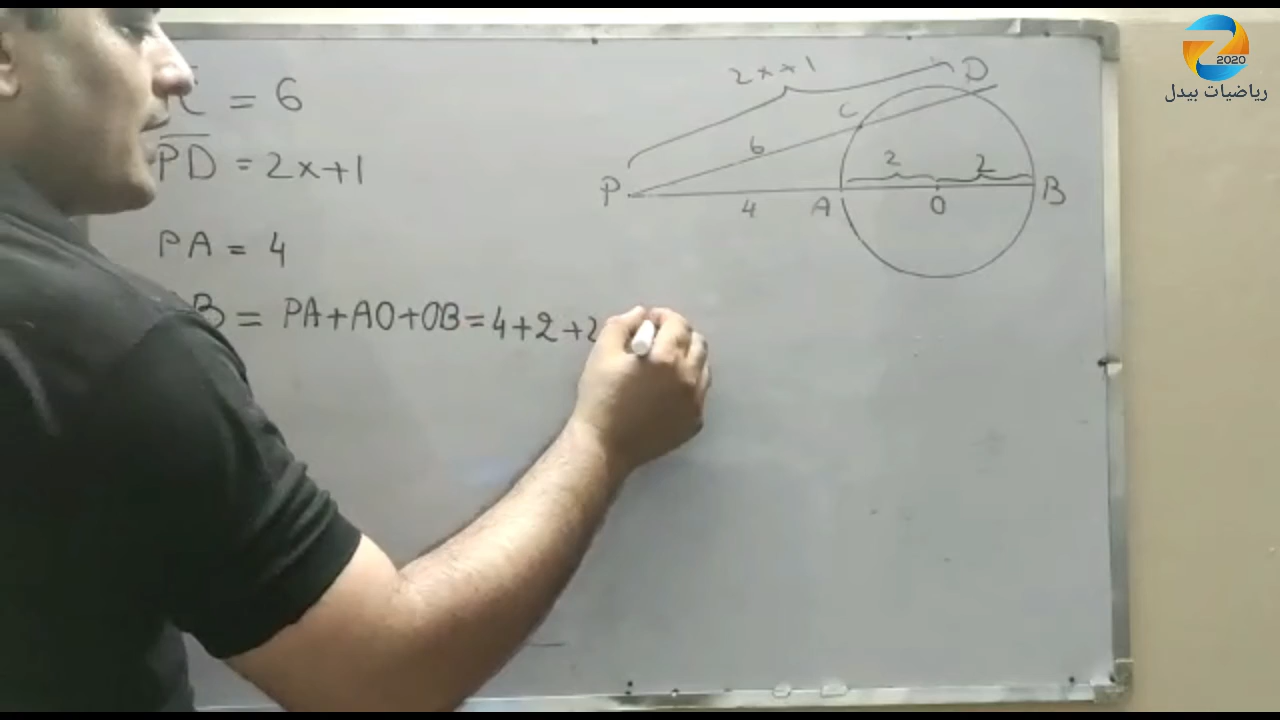 = 6
PD = 2x+1
PA = 4
B = PA+AO+OB = 4+2+2
2x+1
D
C
6
2
2
P
4
A
O
B
2020
رياضيات بيدل